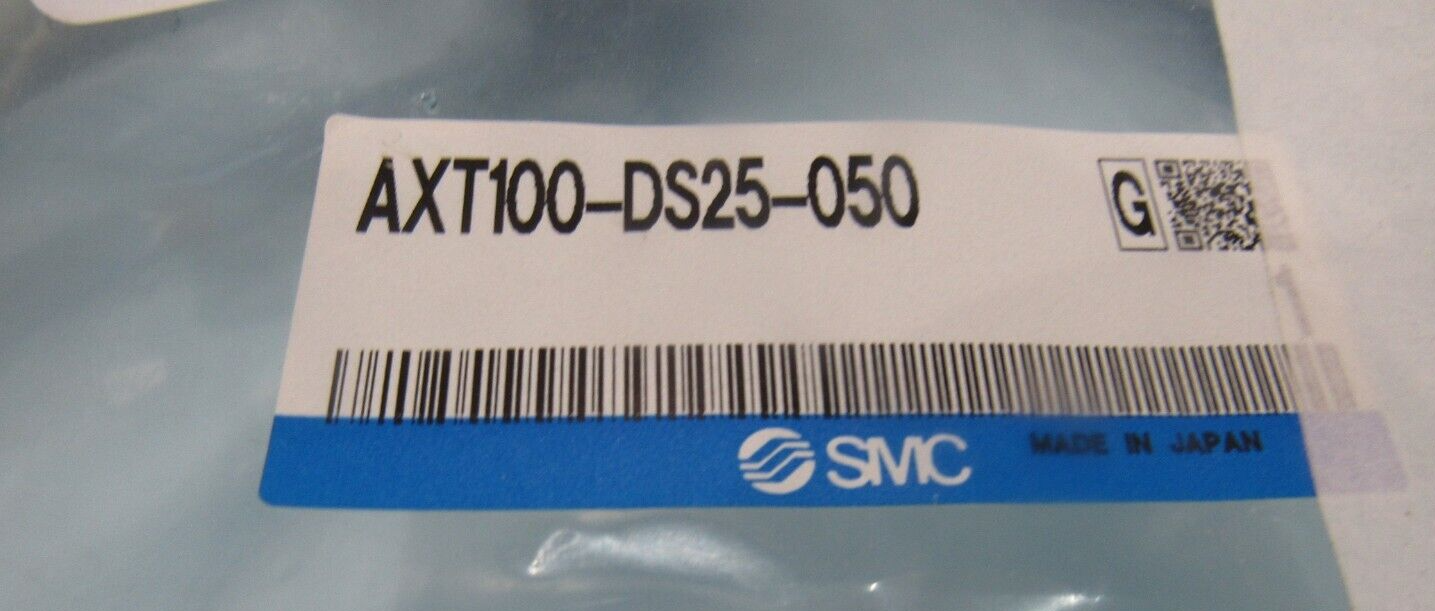 AXT100-DS25-050
G
SMC
MADE IN JAPAN